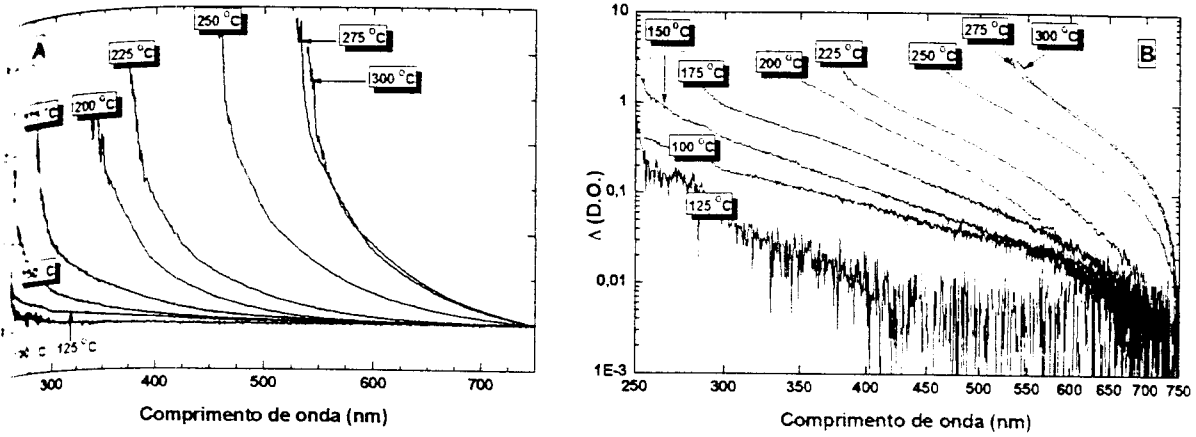 A
250 °C
275 °C
225 °C
300 °C
200 °C
125 °C
300
400
500
600
700
Comprimento de onda (nm)
B
10
1
0,1
0,01
1E-3
Λ (D.O.)
150 °C
175 °C
200 °C
225 °C
250 °C
275 °C
300 °C
100 °C
125 °C
250
300
350
400
450
500
550
600
650
700
750
Comprimento de onda (nm)